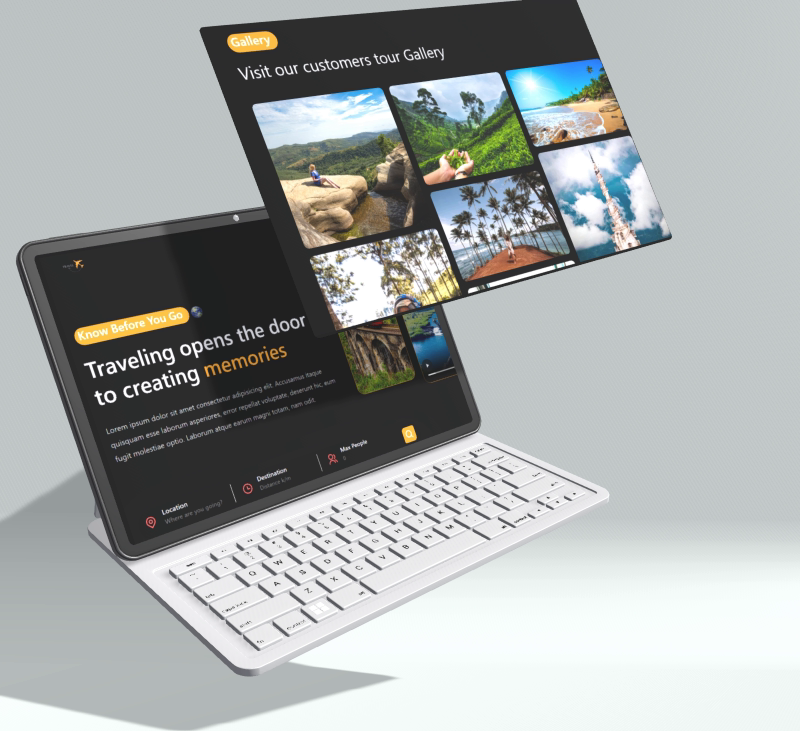 Gallery
Visit our customers tour Gallery
Know Before You Go
Traveling opens the door
to creating memories
Lorem ipsum dolor sit amet consectetur adipisicing elit. Accusamus itaque
quisquam esse laborum asperiores, error repellat voluptate, deserunt hic, eum
fugit molestiae optio. Laborum atque earum magni totam, nam odit.
Location
Where are you going?
Destination
Distance k/m
Max People
0
Q W E R T Y U
A S D F G H J K
Z X C V B N M